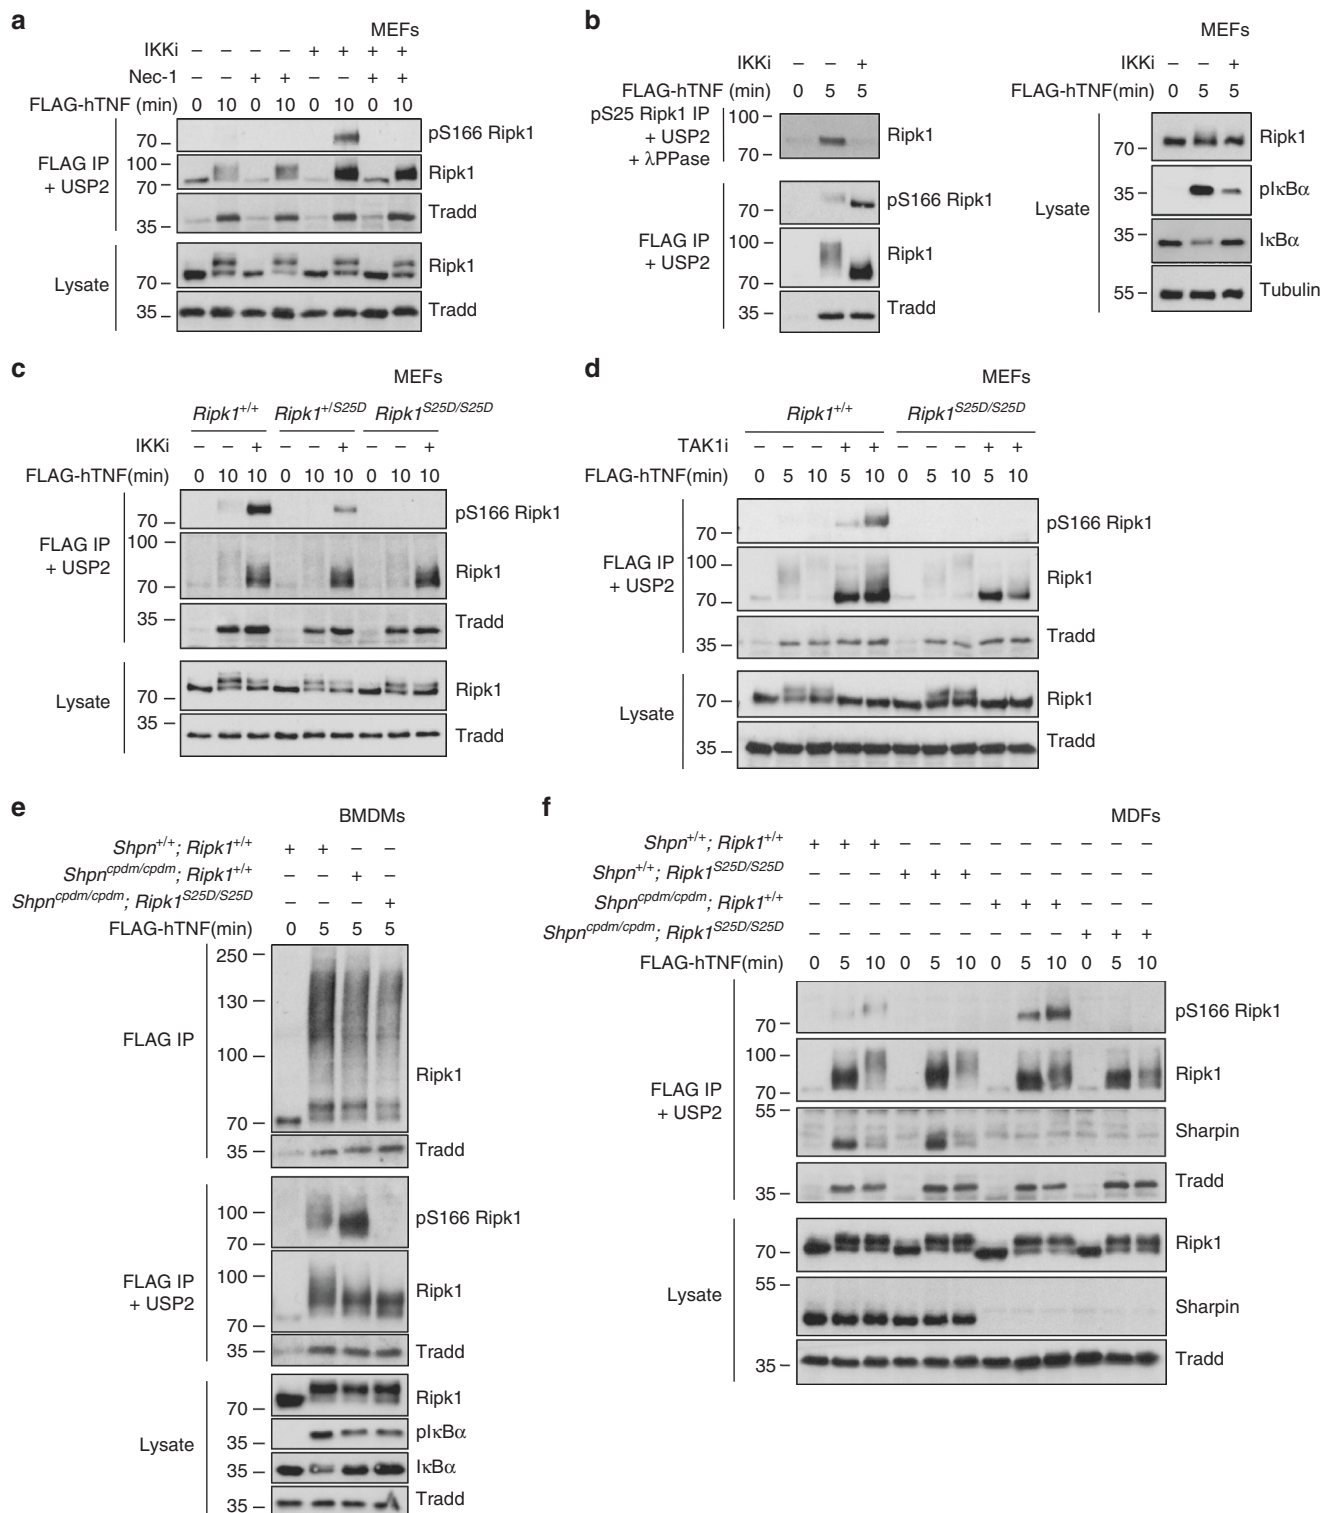 a
MEFs
IKKi – – – – + + + +
Nec-1 – – + + – – + +
FLAG-hTNF (min) 0 10 0 10 0 10 0 10
FLAG IP
+ USP2
70
pS166 Ripk1
100
70
Ripk1
35
Tradd
Lysate
70
Ripk1
35
Tradd
b
IKKi – – +
FLAG-hTNF (min) 0 5 5
pS25 Ripk1 IP
+ USP2
+ λPPase
100
70
Ripk1
FLAG IP
+ USP2
70
pS166 Ripk1
100
70
Ripk1
35
Tradd
MEFs
IKKi – – +
FLAG-hTNF(min) 0 5 5
Lysate
70
Ripk1
35
pIκBα
35
IκBα
55
Tubulin
c
MEFs
Ripk1+/+ Ripk1+/S25D Ripk1S25D/S25D
IKKi – – + – – + – – +
FLAG-hTNF(min) 0 10 10 0 10 10 0 10 10
FLAG IP
+ USP2
70
pS166 Ripk1
100
70
Ripk1
35
Tradd
Lysate
70
Ripk1
35
Tradd
d
MEFs
Ripk1+/+ Ripk1S25D/S25D
TAK1i – – – + + – – – + +
FLAG-hTNF(min) 0 5 10 5 10 0 5 10 5 10
FLAG IP
+ USP2
70
pS166 Ripk1
100
70
Ripk1
35
Tradd
Lysate
70
Ripk1
35
Tradd
e
BMDMs
Shpn+/+; Ripk1+/+ + + – –
Shpncpdm/cpdm; Ripk1+/+ – – + –
Shpncpdm/cpdm; Ripk1S25D/S25D – – – +
FLAG-hTNF(min) 0 5 5 5
FLAG IP
250
130
100
70
Ripk1
35
Tradd
FLAG IP
+ USP2
100
70
pS166 Ripk1
100
70
Ripk1
35
Tradd
Lysate
70
Ripk1
35
pIκBα
35
IκBα
35
Tradd
f
MDFs
Shpn+/+; Ripk1+/+ + + + – – – – – – – – –
Shpn+/+; Ripk1S25D/S25D – – – + + + – – – – – –
Shpncpdm/cpdm; Ripk1+/+ – – – – – – + + + – – –
Shpncpdm/cpdm; Ripk1S25D/S25D – – – – – – – – – + + +
FLAG-hTNF(min) 0 5 10 0 5 10 0 5 10 0 5 10
FLAG IP
+ USP2
70
pS166 Ripk1
100
70
Ripk1
55
Sharpin
35
Tradd
Lysate
70
Ripk1
55
Sharpin
35
Tradd